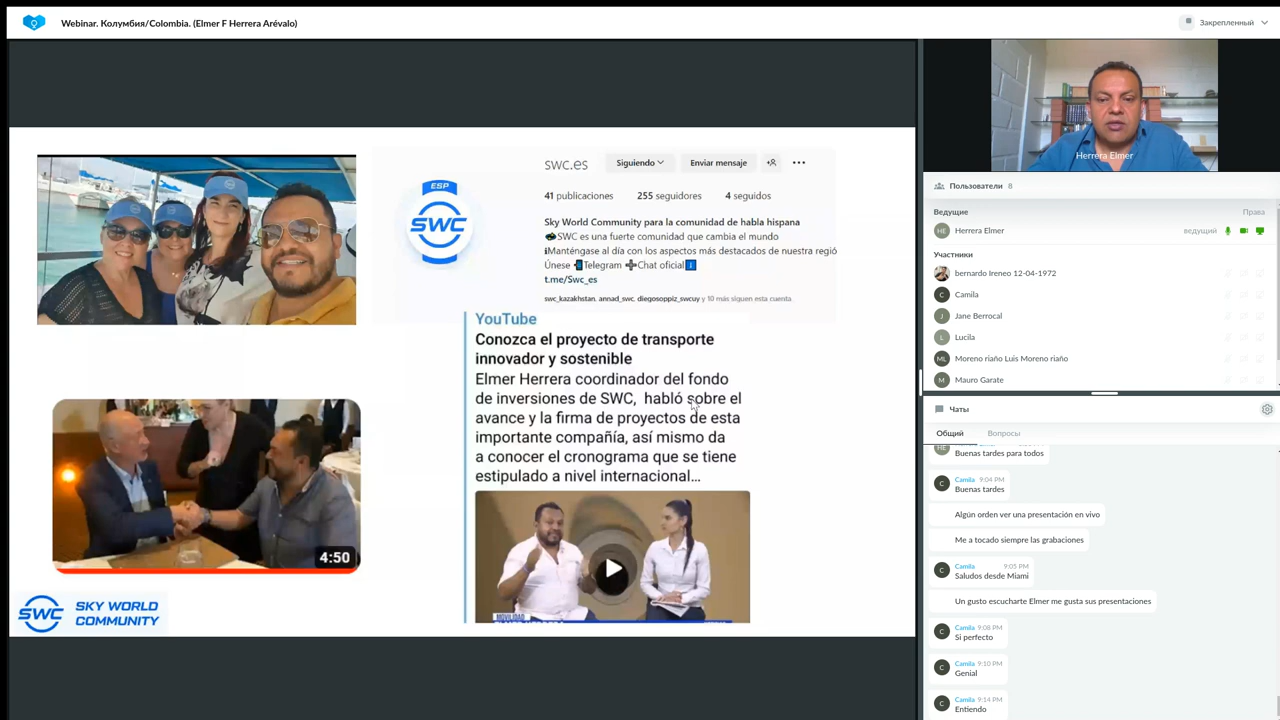 Webinar. Колумбия/Colombia. (Elmer F Herrera Arévalo)
Закрепленный
swc.es
Siguiendo
Enviar mensaje
41 publicaciones 255 seguidores 4 seguidos
Sky World Community para la comunidad de habla hispana
SWC es una fuerte comunidad que cambia el mundo
Manténgase al día con los aspectos más destacados de nuestra regió
Únese Telegram Chat oficial
t.me/Swc_es
swc_kazakhstan, annad_swc, diegosoppiz_swcuy y 10 más siguen esta cuenta
ESP
SWC
YouTube
Conozca el proyecto de transporte
innovador y sostenible
Elmer Herrera coordinador del fondo
de inversiones de SWC, habló sobre el
avance y la firma de proyectos de esta
importante compañía, así mismo da
a conocer el cronograma que se tiene
estipulado a nivel internacional...
4:50
MOVILIDAD
SWC SKY WORLD
COMMUNITY
Herrera Elmer
Пользователи 8
Ведущие
Права
HE Herrera Elmer ведущий
Участники
bernardo Ireneo 12-04-1972
C Camila
J Jane Berrocal
L Lucila
ML Moreno riaño Luis Moreno riaño
M Mauro Garate
Чаты
Общий
Вопросы
HE
Buenas tardes para todos
Camila 9:04 PM
C Buenas tardes
Algún orden ver una presentación en vivo
Me a tocado siempre las grabaciones
Camila 9:05 PM
C Saludos desde Miami
Un gusto escucharte Elmer me gusta sus presentaciones
Camila 9:08 PM
C Si perfecto
Camila 9:10 PM
C Genial
Camila 9:14 PM
C Entiendo